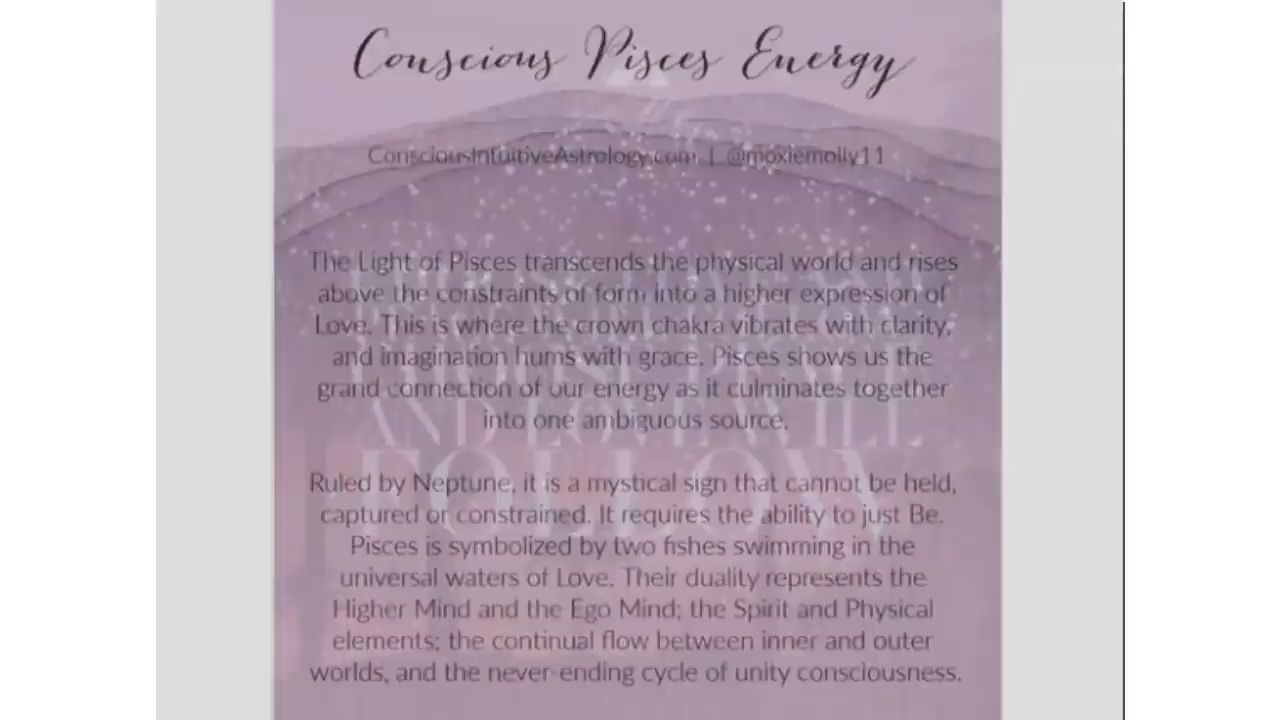 Conscious Pisces Energy
ConsciousIntuitiveAstrology.com | @moxiemolly11
The Light of Pisces transcends the physical world and rises
above the constraints of form into a higher expression of
Love. This is where the crown chakra vibrates with clarity,
and imagination hums with grace. Pisces shows us the
grand connection of our energy as it culminates together
into one ambiguous source.
AND LOVE WILL
FOLLOW
Ruled by Neptune, it is a mystical sign that cannot be held,
captured or constrained. It requires the ability to just Be.
Pisces is symbolized by two fishes swimming in the
universal waters of Love. Their duality represents the
Higher Mind and the Ego Mind; the Spirit and Physical
elements; the continual flow between inner and outer
worlds, and the never-ending cycle of unity consciousness.